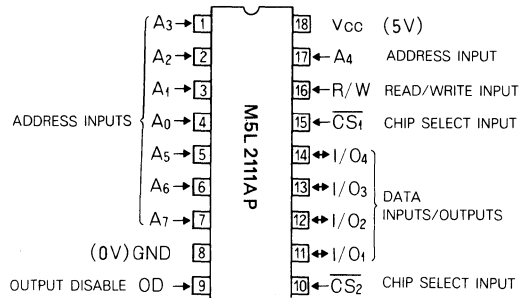 A3 1 18 Vcc (5V)
A2 2 17 A4 ADDRESS INPUT
A1 3 16 R/W READ/WRITE INPUT
ADDRESS INPUTS A0 4 15 C̅S̅1 CHIP SELECT INPUT
A5 5 14 I/O4
A6 6 13 I/O3
A7 7 12 I/O2
DATA INPUTS/OUTPUTS
(0V) GND 8 11 I/O1
OUTPUT DISABLE OD 9 10 C̅S̅2 CHIP SELECT INPUT
M5L 2111AP